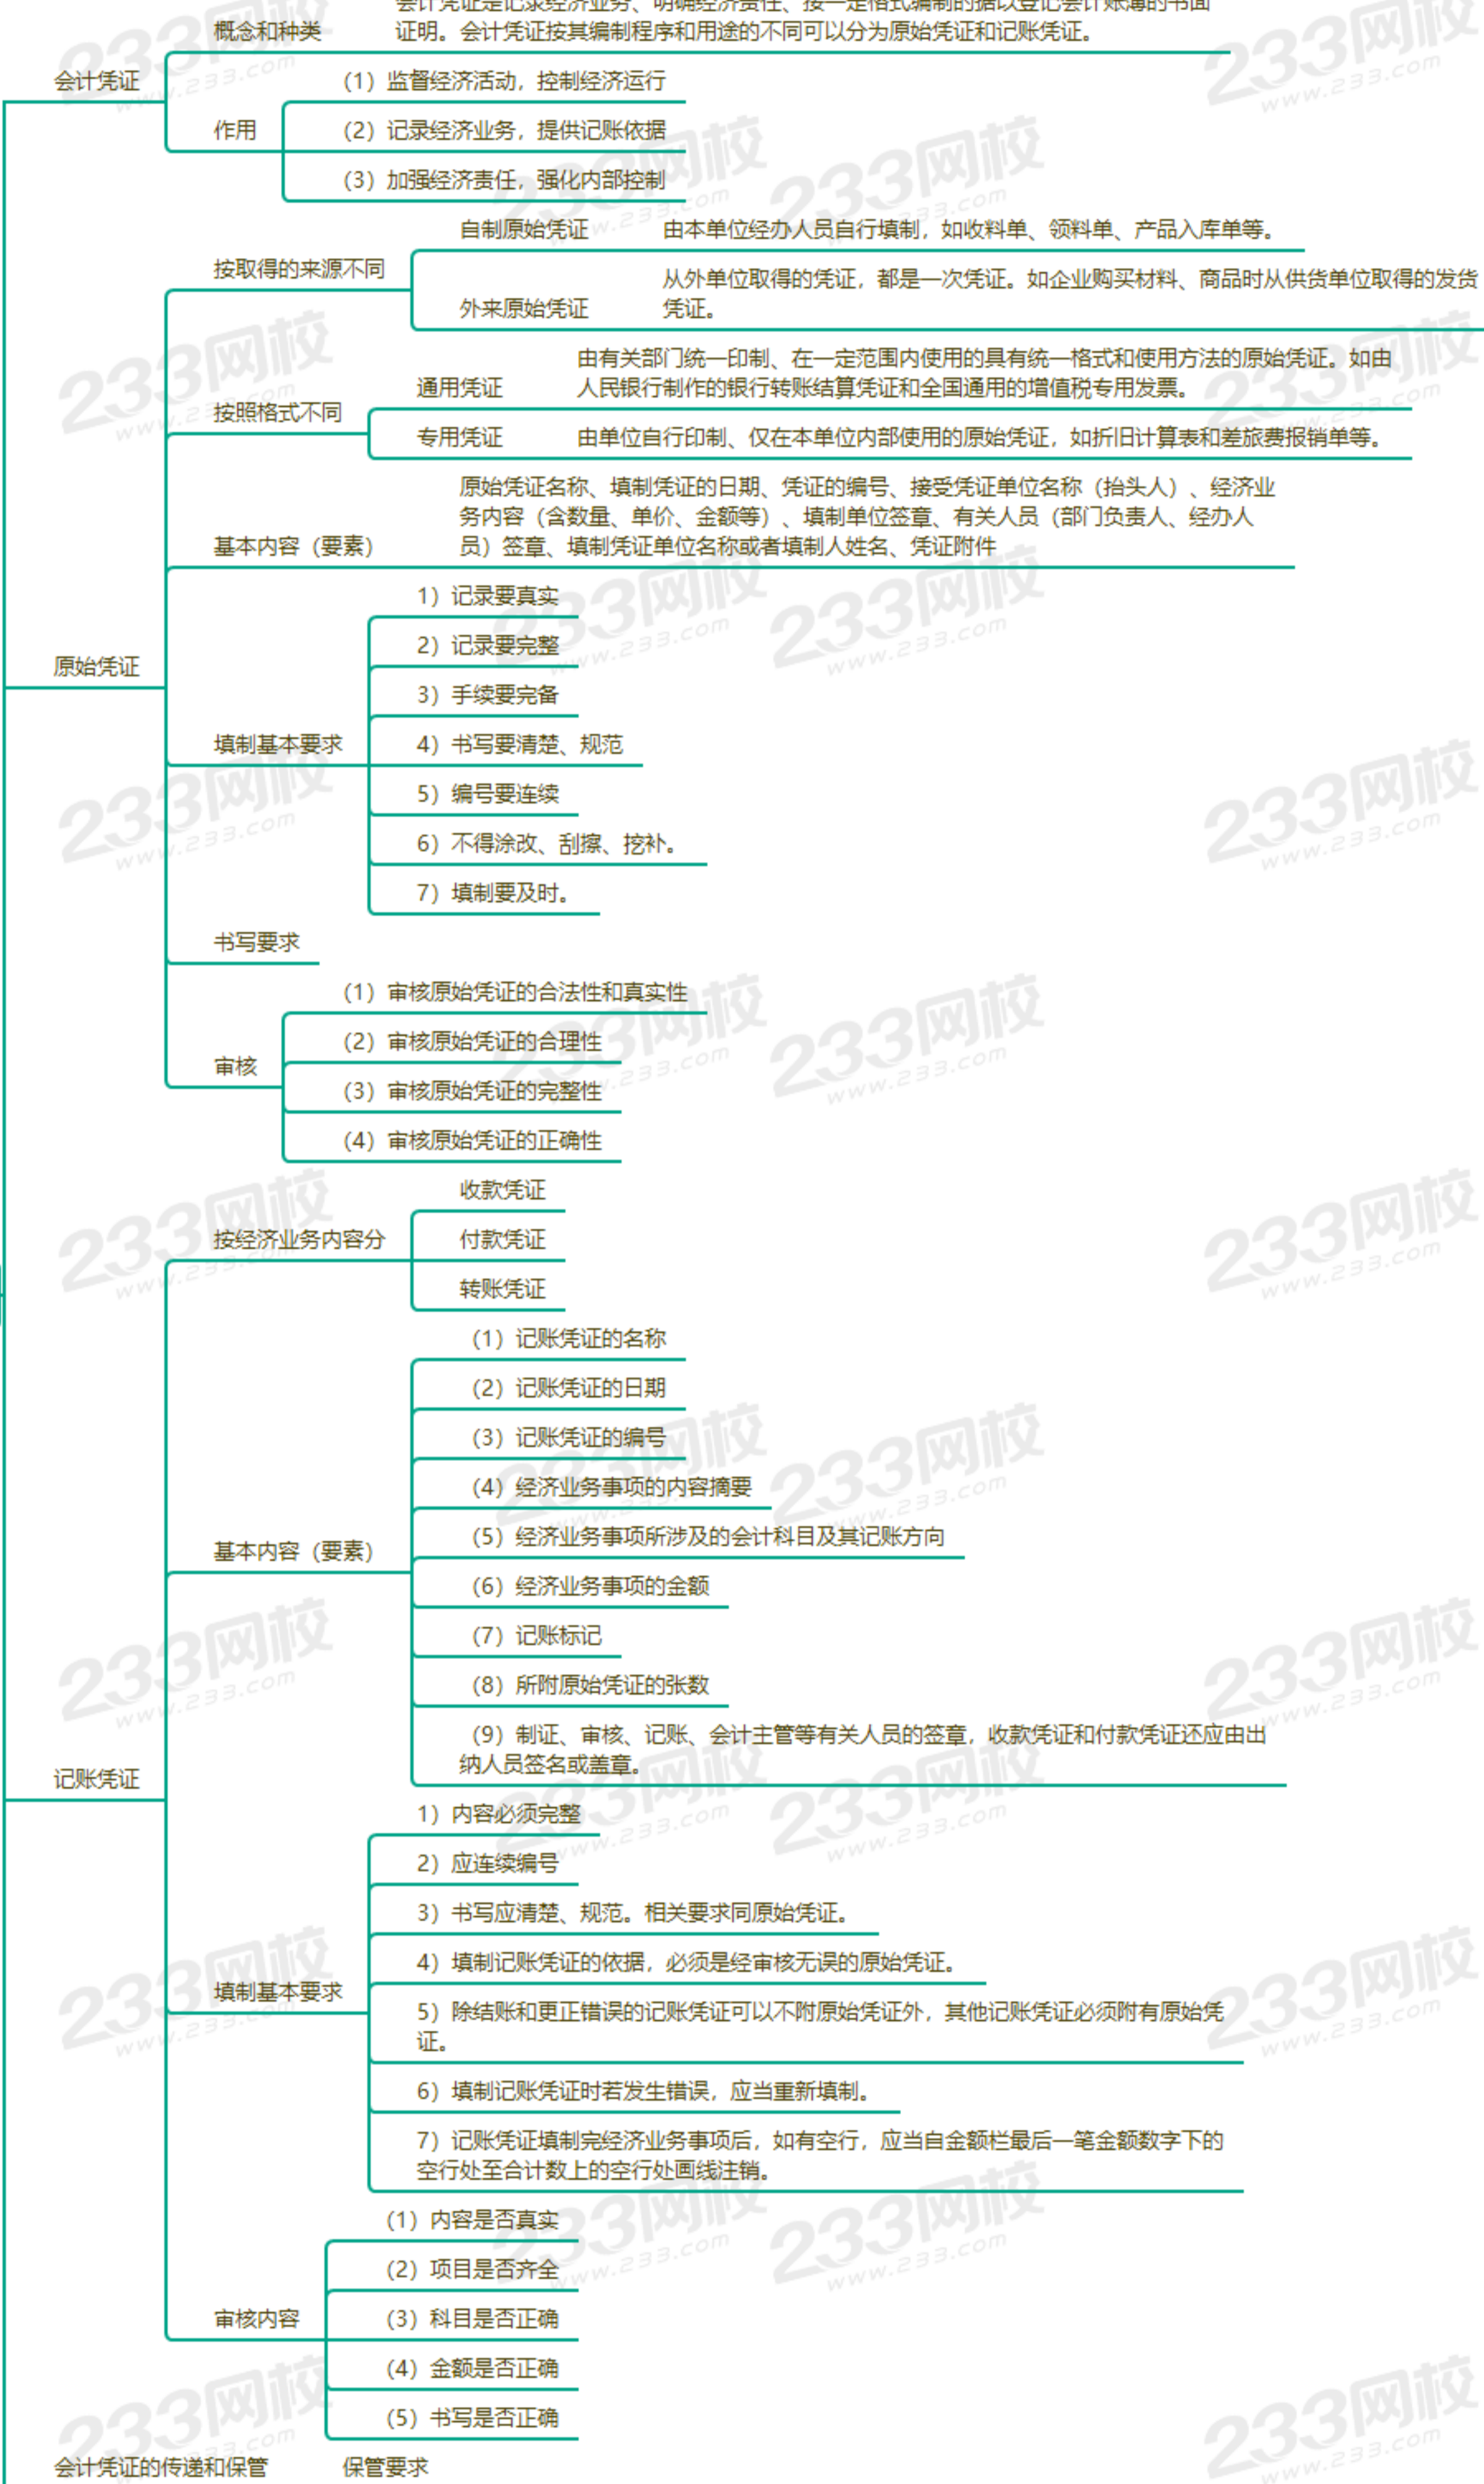 会计凭证是记录经济业务、明确经济责任、按一定格式编制的据以登记会计账簿的书面
概念和种类
证明。会计凭证按其编制程序和用途的不同可以分为原始凭证和记账凭证。
会计凭证
（1）监督经济活动，控制经济运行
作用
（2）记录经济业务，提供记账依据
（3）加强经济责任，强化内部控制
自制原始凭证
由本单位经办人员自行填制，如收料单、领料单、产品入库单等。
按取得的来源不同
从外单位取得的凭证，都是一次凭证。如企业购买材料、商品时从供货单位取得的发货
外来原始凭证
凭证。
由有关部门统一印制、在一定范围内使用的具有统一格式和使用方法的原始凭证。如由
通用凭证
人民银行制作的银行转账结算凭证和全国通用的增值税专用发票。
按照格式不同
专用凭证
由单位自行印制、仅在本单位内部使用的原始凭证，如折旧计算表和差旅费报销单等。
原始凭证名称、填制凭证的日期、凭证的编号、接受凭证单位名称（抬头人）、经济业
务内容（含数量、单价、金额等）、填制单位签章、有关人员（部门负责人、经办人
基本内容（要素）
员）签章、填制凭证单位名称或者填制人姓名、凭证附件
1）记录要真实
2）记录要完整
原始凭证
3）手续要完备
填制基本要求
4）书写要清楚、规范
5）编号要连续
6）不得涂改、刮擦、挖补。
7）填制要及时。
书写要求
（1）审核原始凭证的合法性和真实性
（2）审核原始凭证的合理性
审核
（3）审核原始凭证的完整性
（4）审核原始凭证的正确性
收款凭证
按经济业务内容分
付款凭证
转账凭证
（1）记账凭证的名称
（2）记账凭证的日期
（3）记账凭证的编号
（4）经济业务事项的内容摘要
（5）经济业务事项所涉及的会计科目及其记账方向
基本内容（要素）
（6）经济业务事项的金额
（7）记账标记
（8）所附原始凭证的张数
（9）制证、审核、记账、会计主管等有关人员的签章，收款凭证和付款凭证还应由出
纳人员签名或盖章。
记账凭证
1）内容必须完整
2）应连续编号
3）书写应清楚、规范。相关要求同原始凭证。
4）填制记账凭证的依据，必须是经审核无误的原始凭证。
填制基本要求
5）除结账和更正错误的记账凭证可以不附原始凭证外，其他记账凭证必须附有原始凭
证。
6）填制记账凭证时若发生错误，应当重新填制。
7）记账凭证填制完经济业务事项后，如有空行，应当自金额栏最后一笔金额数字下的
空行处至合计数上的空行处画线注销。
（1）内容是否真实
（2）项目是否齐全
审核内容
（3）科目是否正确
（4）金额是否正确
（5）书写是否正确
会计凭证的传递和保管
保管要求
233网校
www.233.com